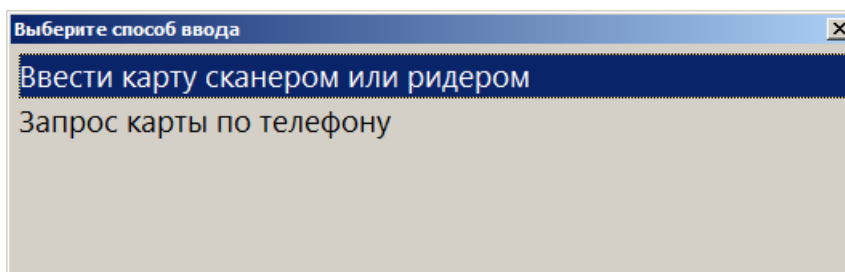 Выберите способ ввода
Ввести карту сканером или ридером
Запрос карты по телефону